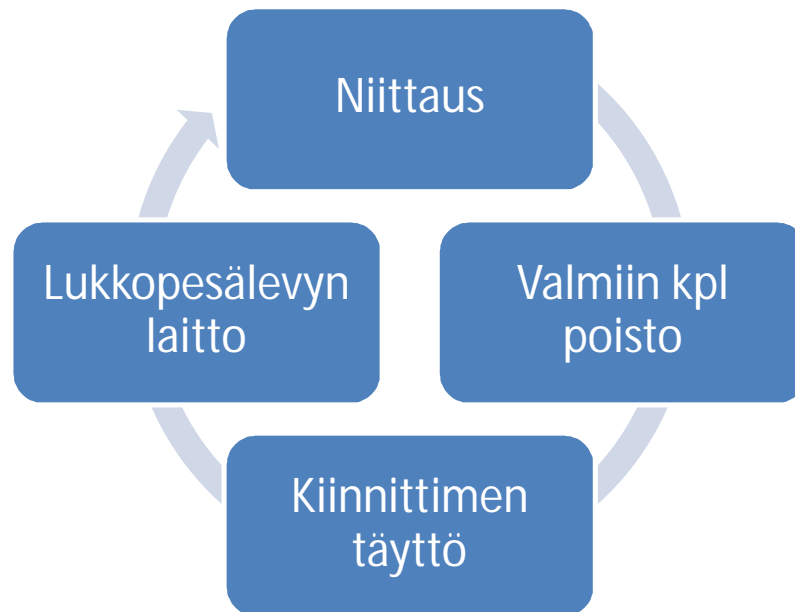 Niittaus
Lukkopesälevyn
laitto
Valmiin kpl
poisto
Kiinnittimen
täyttö